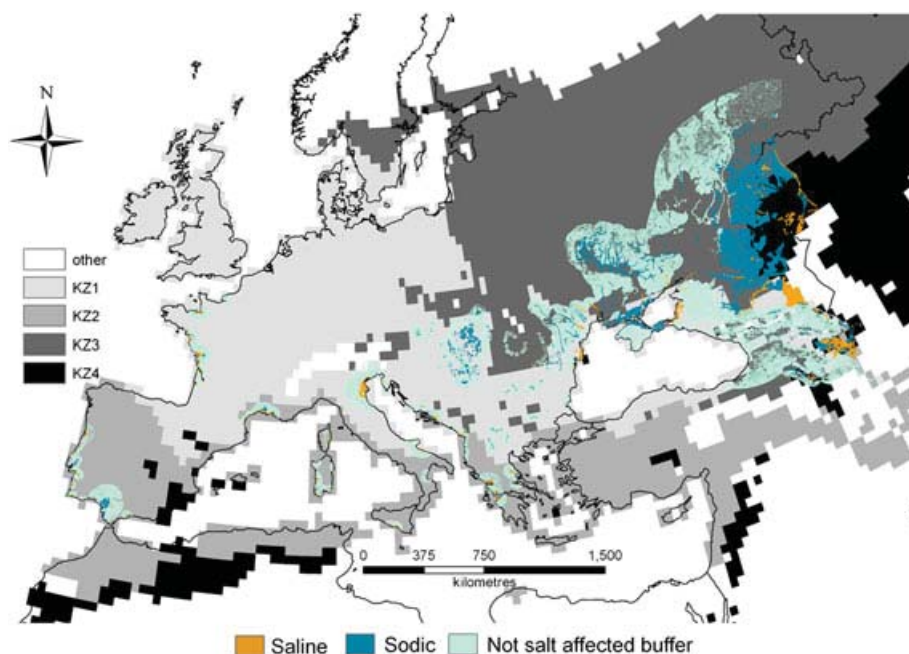 N
other
KZ1
KZ2
KZ3
KZ4
0 375 750 1,500
kilometres
Saline Sodic Not salt affected buffer